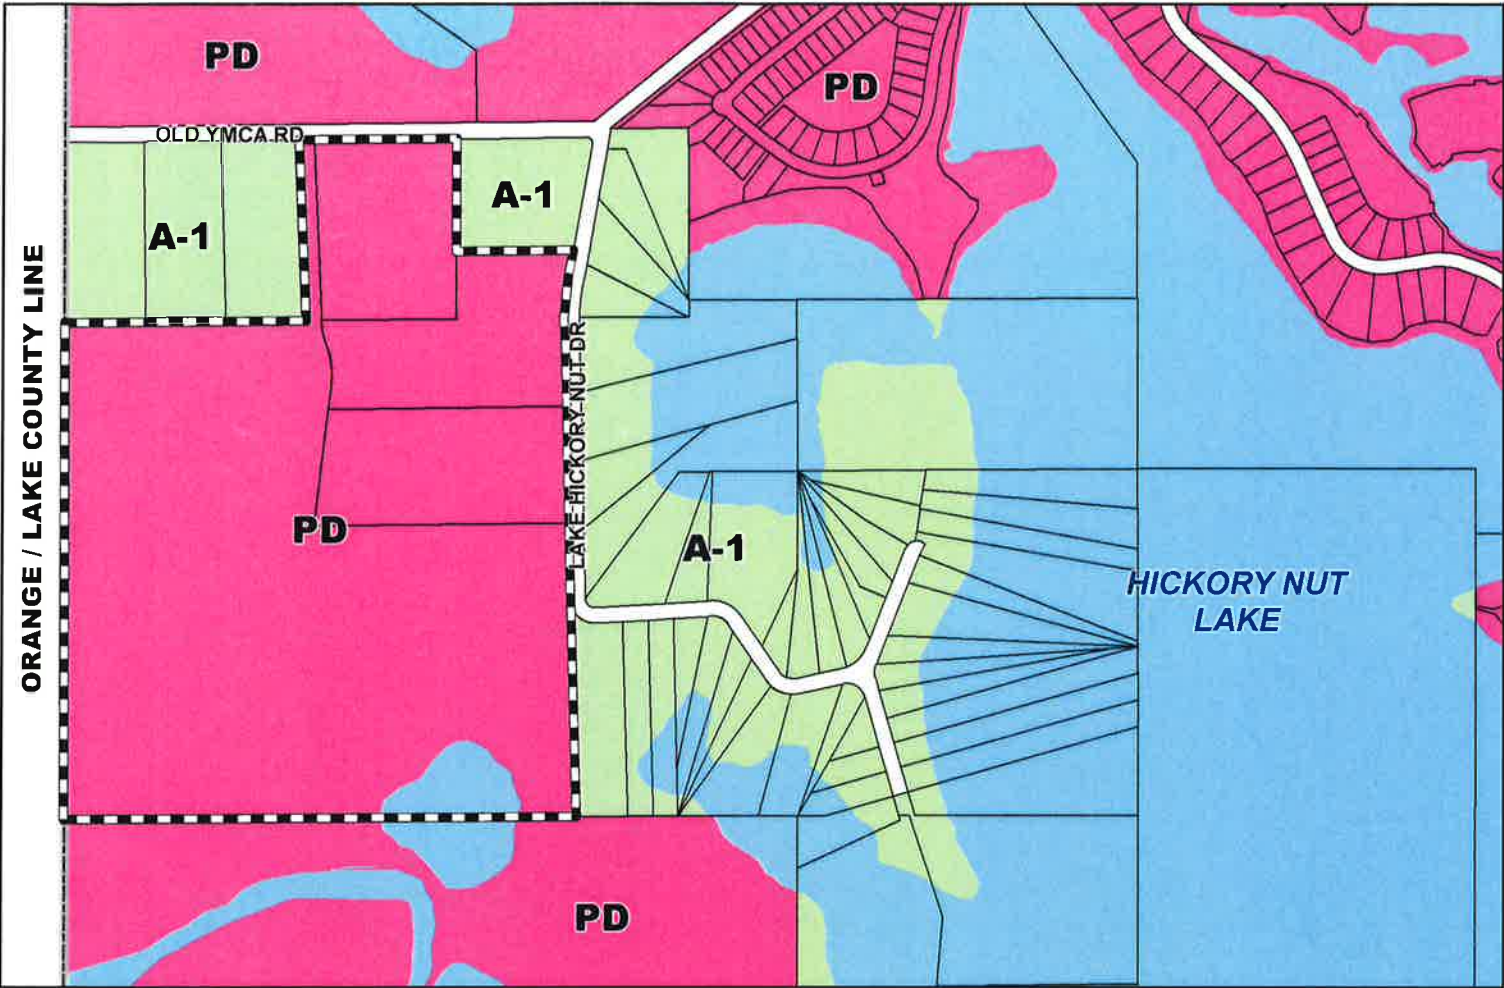 PD
PD
OLD YMCA RD
A-1
A-1
ORANGE / LAKE COUNTY LINE
LAKE HICKORY NUT DR
PD
A-1
HICKORY NUT
LAKE
PD